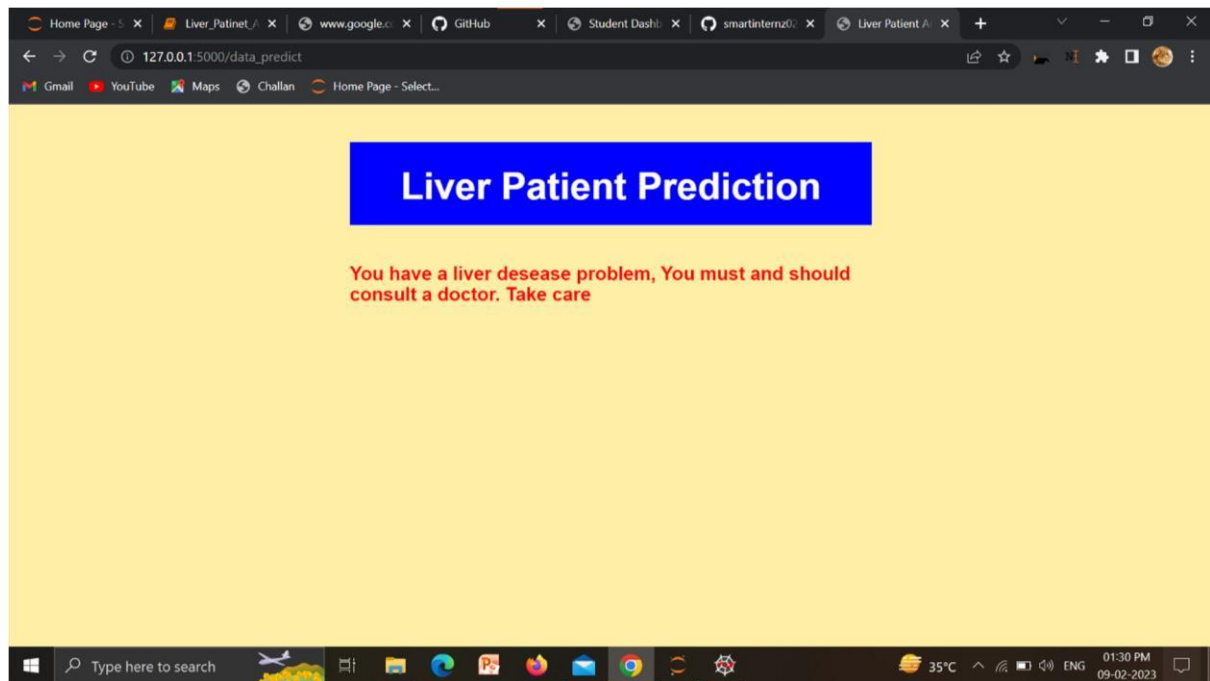 Home Page - S
Liver_Patinet_A
www.google.c
GitHub
Student Dashb
smartinternz02
Liver Patient A
127.0.0.1:5000/data_predict
Gmail
YouTube
Maps
Challan
Home Page - Select...
Liver Patient Prediction
You have a liver desease problem, You must and should
consult a doctor. Take care
Type here to search
35°C
ENG
01:30 PM
09-02-2023